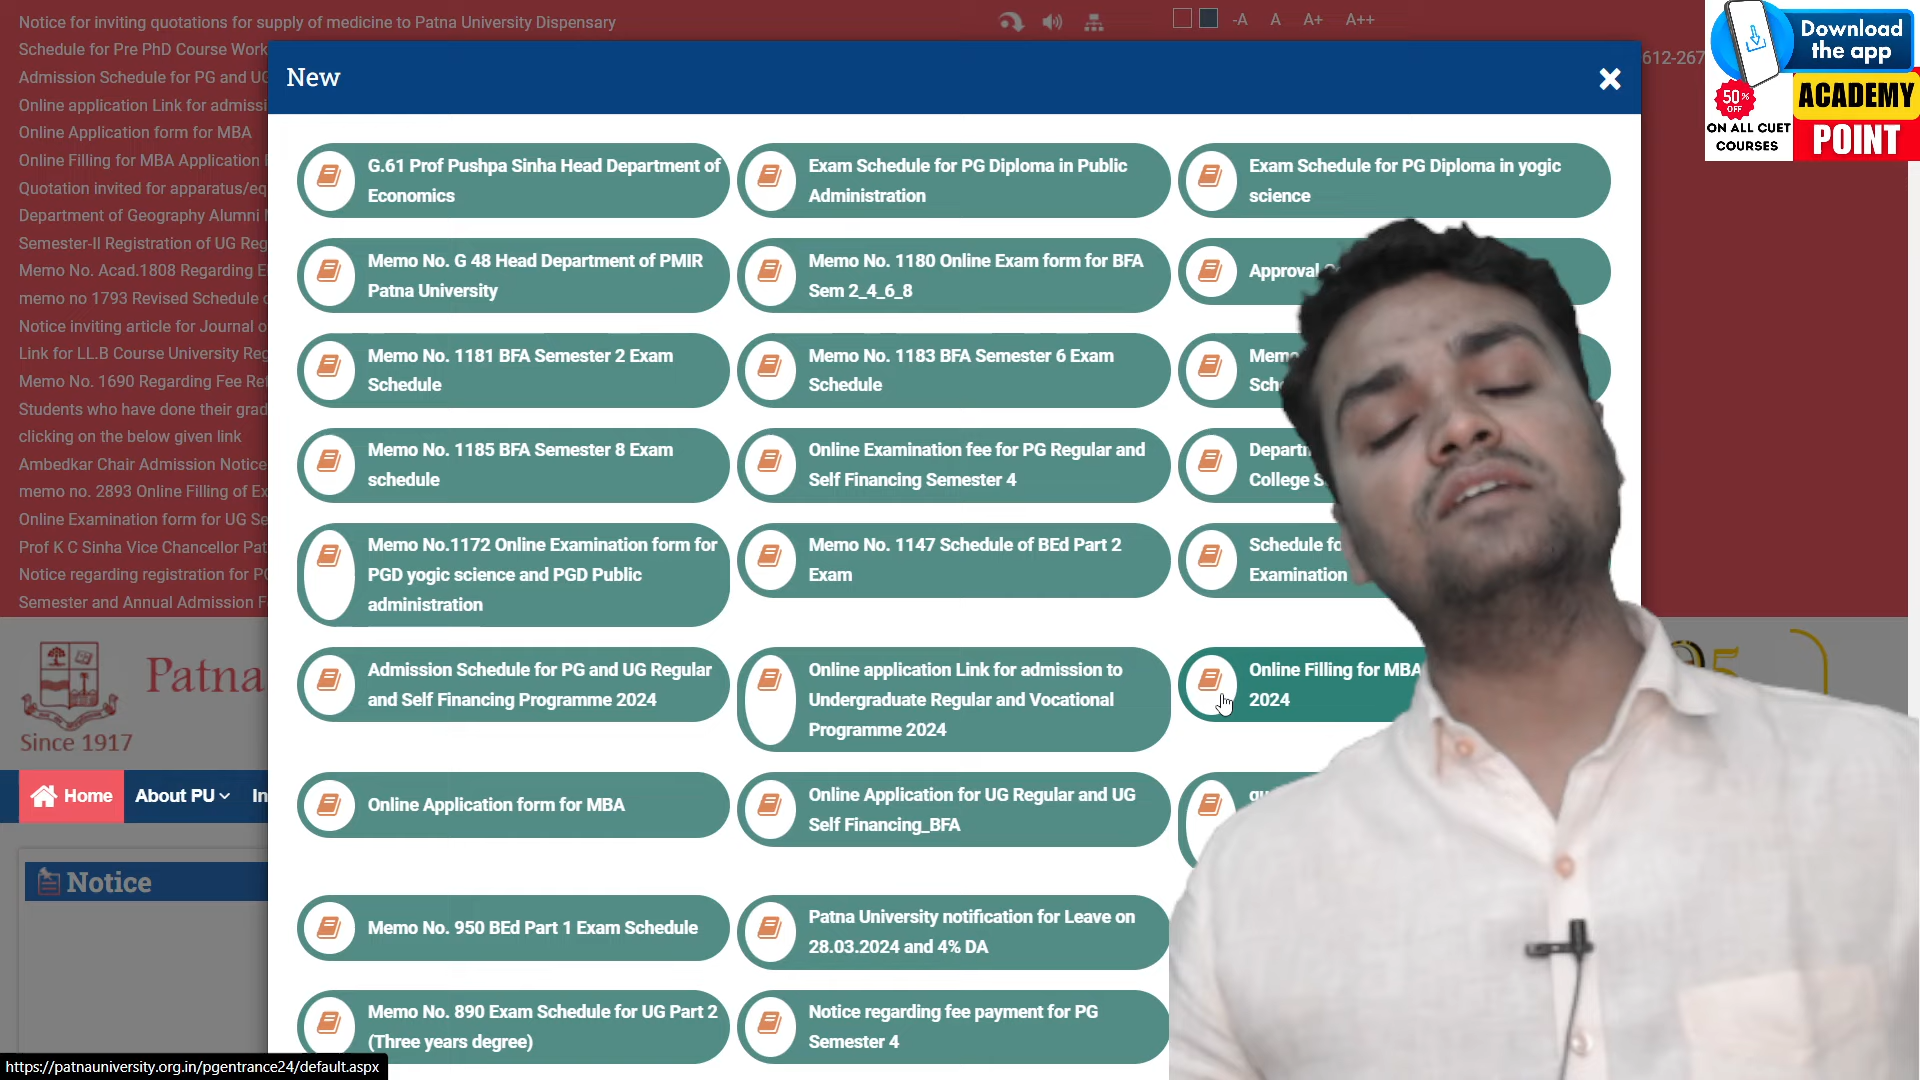 Notice for inviting quotations for supply of medicine to Patna University Dispensary
-A A A+ A++
Schedule for Pre PhD Course Work
Admission Schedule for PG and UG
Online application Link for admissi
Online Application form for MBA
Online Filling for MBA Application
Quotation invited for apparatus/eq
Department of Geography Alumni
Semester-II Registration of UG Reg
Memo No. Acad.1808 Regarding E
memo no 1793 Revised Schedule
Notice inviting article for Journal o
Link for LL.B Course University Reg
Memo No. 1690 Regarding Fee Ret
Students who have done their grad
clicking on the below given link
Ambedkar Chair Admission Notice
memo no. 2893 Online Filling of Ex
Online Examination form for UG Se
Prof K C Sinha Vice Chancellor Pat
Notice regarding registration for PG
Semester and Annual Admission F
612-267
Download
the app
50%
OFF
ON ALL CUET
COURSES
ACADEMY
POINT
New
G.61 Prof Pushpa Sinha Head Department of
Economics
Exam Schedule for PG Diploma in Public
Administration
Exam Schedule for PG Diploma in yogic
science
Memo No. G 48 Head Department of PMIR
Patna University
Memo No. 1180 Online Exam form for BFA
Sem 2_4_6_8
Approval
Memo No. 1181 BFA Semester 2 Exam
Schedule
Memo No. 1183 BFA Semester 6 Exam
Schedule
Memo
Sche
Memo No. 1185 BFA Semester 8 Exam
schedule
Online Examination fee for PG Regular and
Self Financing Semester 4
Departm
College S
Memo No.1172 Online Examination form for
PGD yogic science and PGD Public
administration
Memo No. 1147 Schedule of BEd Part 2
Exam
Schedule fo
Examination
Admission Schedule for PG and UG Regular
and Self Financing Programme 2024
Online application Link for admission to
Undergraduate Regular and Vocational
Programme 2024
Online Filling for MBA
2024
Online Application form for MBA
Online Application for UG Regular and UG
Self Financing_BFA
Memo No. 950 BEd Part 1 Exam Schedule
Patna University notification for Leave on
28.03.2024 and 4% DA
Memo No. 890 Exam Schedule for UG Part 2
(Three years degree)
Notice regarding fee payment for PG
Semester 4
Patna
Since 1917
Home
About PU
In
Notice
https://patnauniversity.org.in/pgentrance24/default.aspx